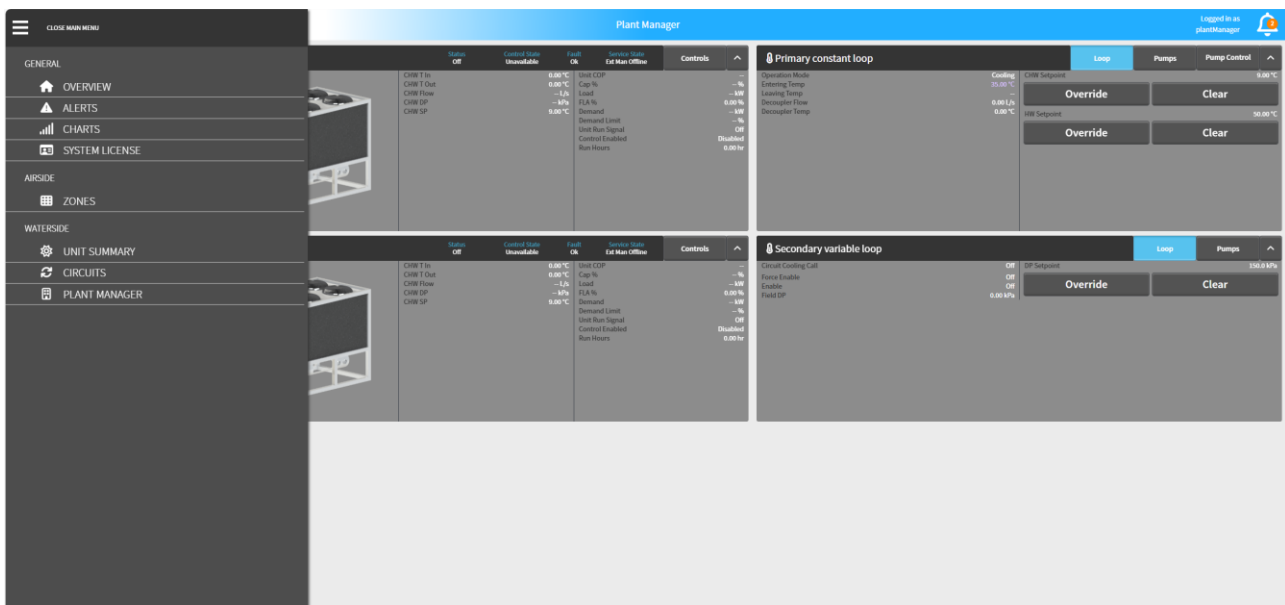 CLOSE MAIN MENU
Plant Manager
Logged in as
plantManager
2
GENERAL
OVERVIEW
ALERTS
CHARTS
SYSTEM LICENSE
AIRSIDE
ZONES
WATERSIDE
UNIT SUMMARY
CIRCUITS
PLANT MANAGER
Status Control State Fault Service State
Off Unavailable Ok Ext Man Offline
Controls
CHW T In 0.00 °C
CHW T Out 0.00 °C
CHW Flow -- L/s
CHW DP -- kPa
CHW SP 9.00 °C
Unit COP --
Cap % -- %
Load -- kW
FLA % 0.00 %
Demand -- kW
Demand Limit -- %
Unit Run Signal Off
Control Enabled Disabled
Run Hours 0.00 hr
Primary constant loop
Loop Pumps Pump Control
Operation Mode Cooling
Entering Temp 35.00 °C
Leaving Temp --
Decoupler Flow 0.00 L/s
Decoupler Temp 0.00 °C
CHW Setpoint 9.00 °C
Override Clear
HW Setpoint 50.00 °C
Override Clear
Status Control State Fault Service State
Off Unavailable Ok Ext Man Offline
Controls
CHW T In 0.00 °C
CHW T Out 0.00 °C
CHW Flow -- L/s
CHW DP -- kPa
CHW SP 9.00 °C
Unit COP --
Cap % -- %
Load -- kW
FLA % 0.00 %
Demand -- kW
Demand Limit -- %
Unit Run Signal Off
Control Enabled Disabled
Run Hours 0.00 hr
Secondary variable loop
Loop Pumps
Circuit Cooling Call Off
Force Enable Off
Enable Off
Field DP 0.00 kPa
DP Setpoint 150.0 kPa
Override Clear